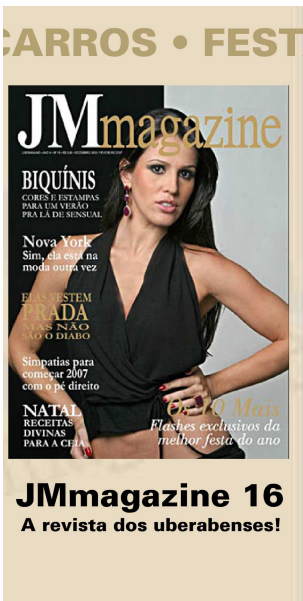 CARROS • FEST
JMmagazine
BIQUÍNIS
CORES E ESTAMPAS
PARA UM VERÃO
PRA LÁ DE SENSUAL
Nova York
Sim, ela está na
moda outra vez
ELAS VESTEM
PRADA
MAS NÃO
SÃO O DIABO
Simpatias para
começar 2007
com o pé direito
NATAL
RECEITAS
DIVINAS
PARA A CEIA
Os 10 Mais
Flashes exclusivos da
melhor festa do ano
JMmagazine 16
A revista dos uberabenses!